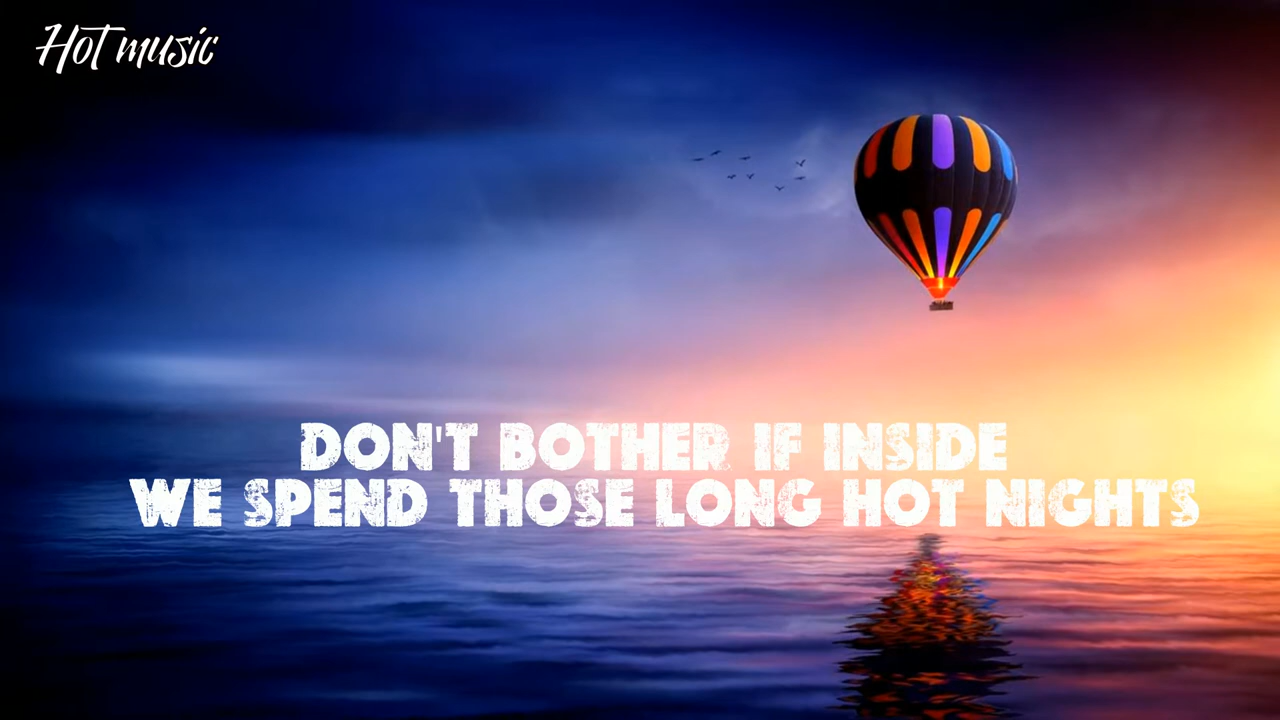 Hot music
DON'T BOTHER IF INSIDE
WE SPEND THOSE LONG HOT NIGHTS